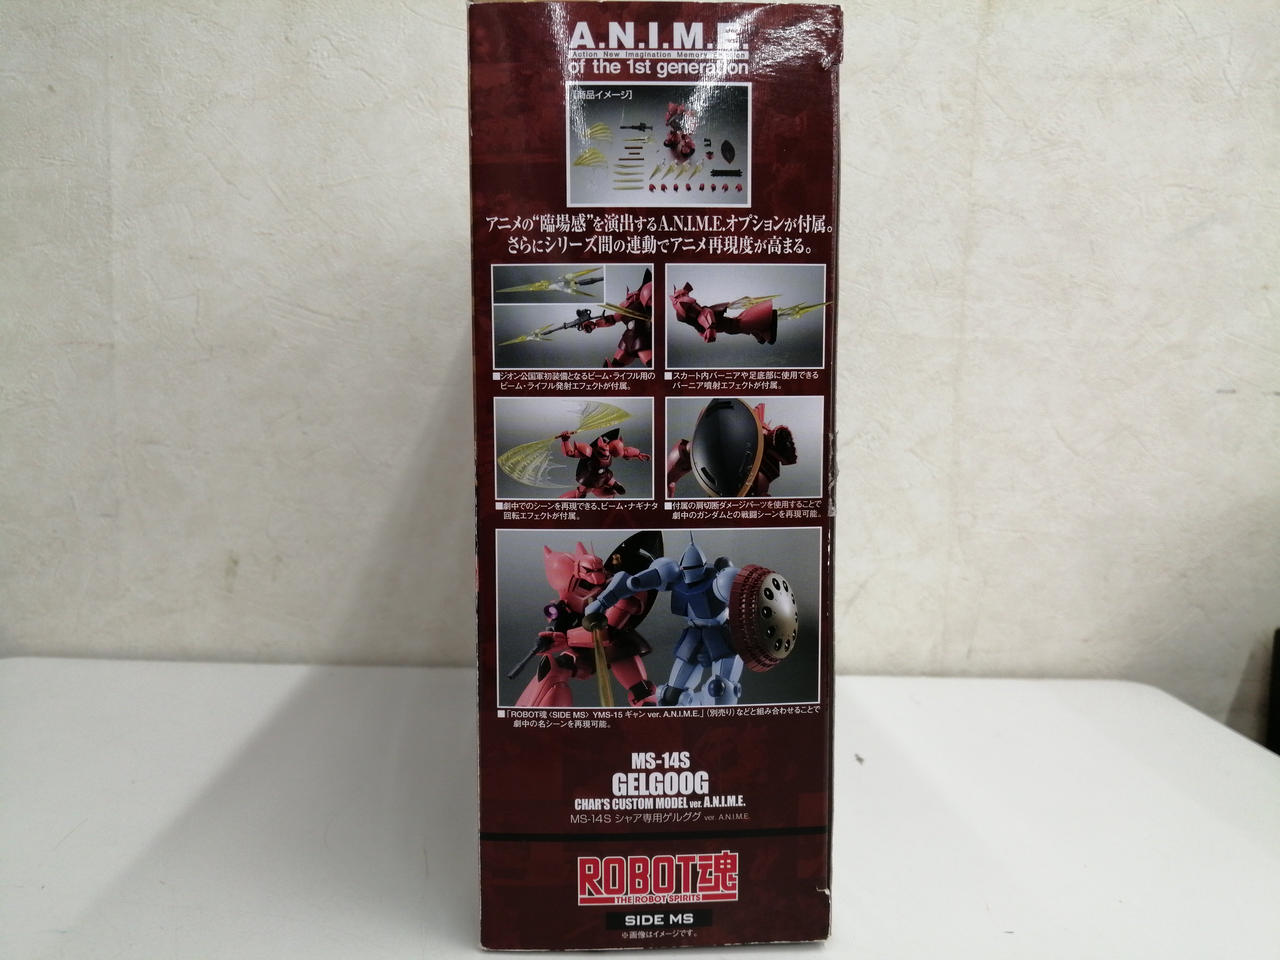 A.N.I.M.E.
Action New Imagination Memory Edition
of the 1st generation
[商品イメージ]
アニメの“臨場感”を演出するA.N.I.M.E.オプションが付属。
さらにシリーズ間の連動でアニメ再現度が高まる。
■ジオン公国軍初装備となるビーム・ライフル用の
ビーム・ライフル発射エフェクトが付属。
■スカート内バーニアや足底部に使用できる
バーニア噴射エフェクトが付属。
■劇中でのシーンを再現できる、ビーム・ナギナタ
回転エフェクトが付属。
■付属の肩切断ダメージパーツを使用することで
劇中のガンダムとの戦闘シーンを再現可能。
■「ROBOT魂〈SIDE MS〉 YMS-15 ギャン ver. A.N.I.M.E.」(別売り)などと組み合わせることで
劇中の名シーンを再現可能。
MS-14S
GELGOOG
CHAR'S CUSTOM MODEL ver. A.N.I.M.E.
MS-14S シャア専用ゲルググ ver. A.N.I.M.E.
ROBOT魂
THE ROBOT SPIRITS
SIDE MS
※画像はイメージです。